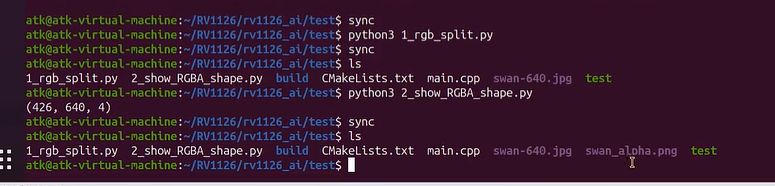 atk@atk-virtual-machine:~/RV1126/rv1126_ai/test$ sync
atk@atk-virtual-machine:~/RV1126/rv1126_ai/test$ python3 1_rgb_split.py
atk@atk-virtual-machine:~/RV1126/rv1126_ai/test$ sync
atk@atk-virtual-machine:~/RV1126/rv1126_ai/test$ ls
1_rgb_split.py 2_show_RGBA_shape.py build CMakeLists.txt main.cpp swan-640.jpg test
atk@atk-virtual-machine:~/RV1126/rv1126_ai/test$ python3 2_show_RGBA_shape.py
(426, 640, 4)
atk@atk-virtual-machine:~/RV1126/rv1126_ai/test$ sync
atk@atk-virtual-machine:~/RV1126/rv1126_ai/test$ ls
1_rgb_split.py 2_show_RGBA_shape.py build CMakeLists.txt main.cpp swan-640.jpg swan_alpha.png test
atk@atk-virtual-machine:~/RV1126/rv1126_ai/test$